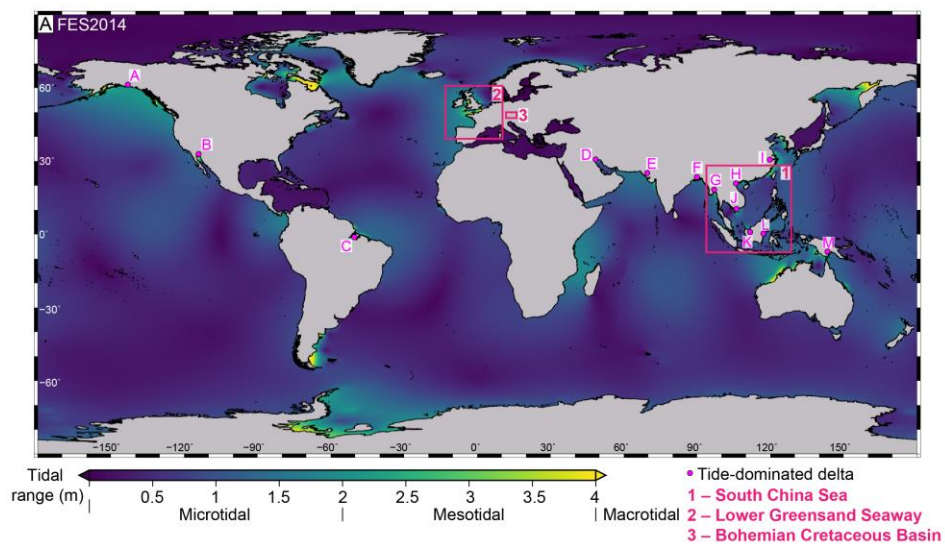 A FES2014
A
60°
2
3
B
30°
D
E
F
I
G
H
1
J
0°
C
K
L
M
−30°
−60°
−150° −120° −90° −60° −30° 0° 30° 60° 90° 120° 150°
Tidal
range (m)
0.5 1 1.5 2 2.5 3 3.5 4
Microtidal | Mesotidal | Macrotidal
Tide-dominated delta
1 – South China Sea
2 – Lower Greensand Seaway
3 – Bohemian Cretaceous Basin